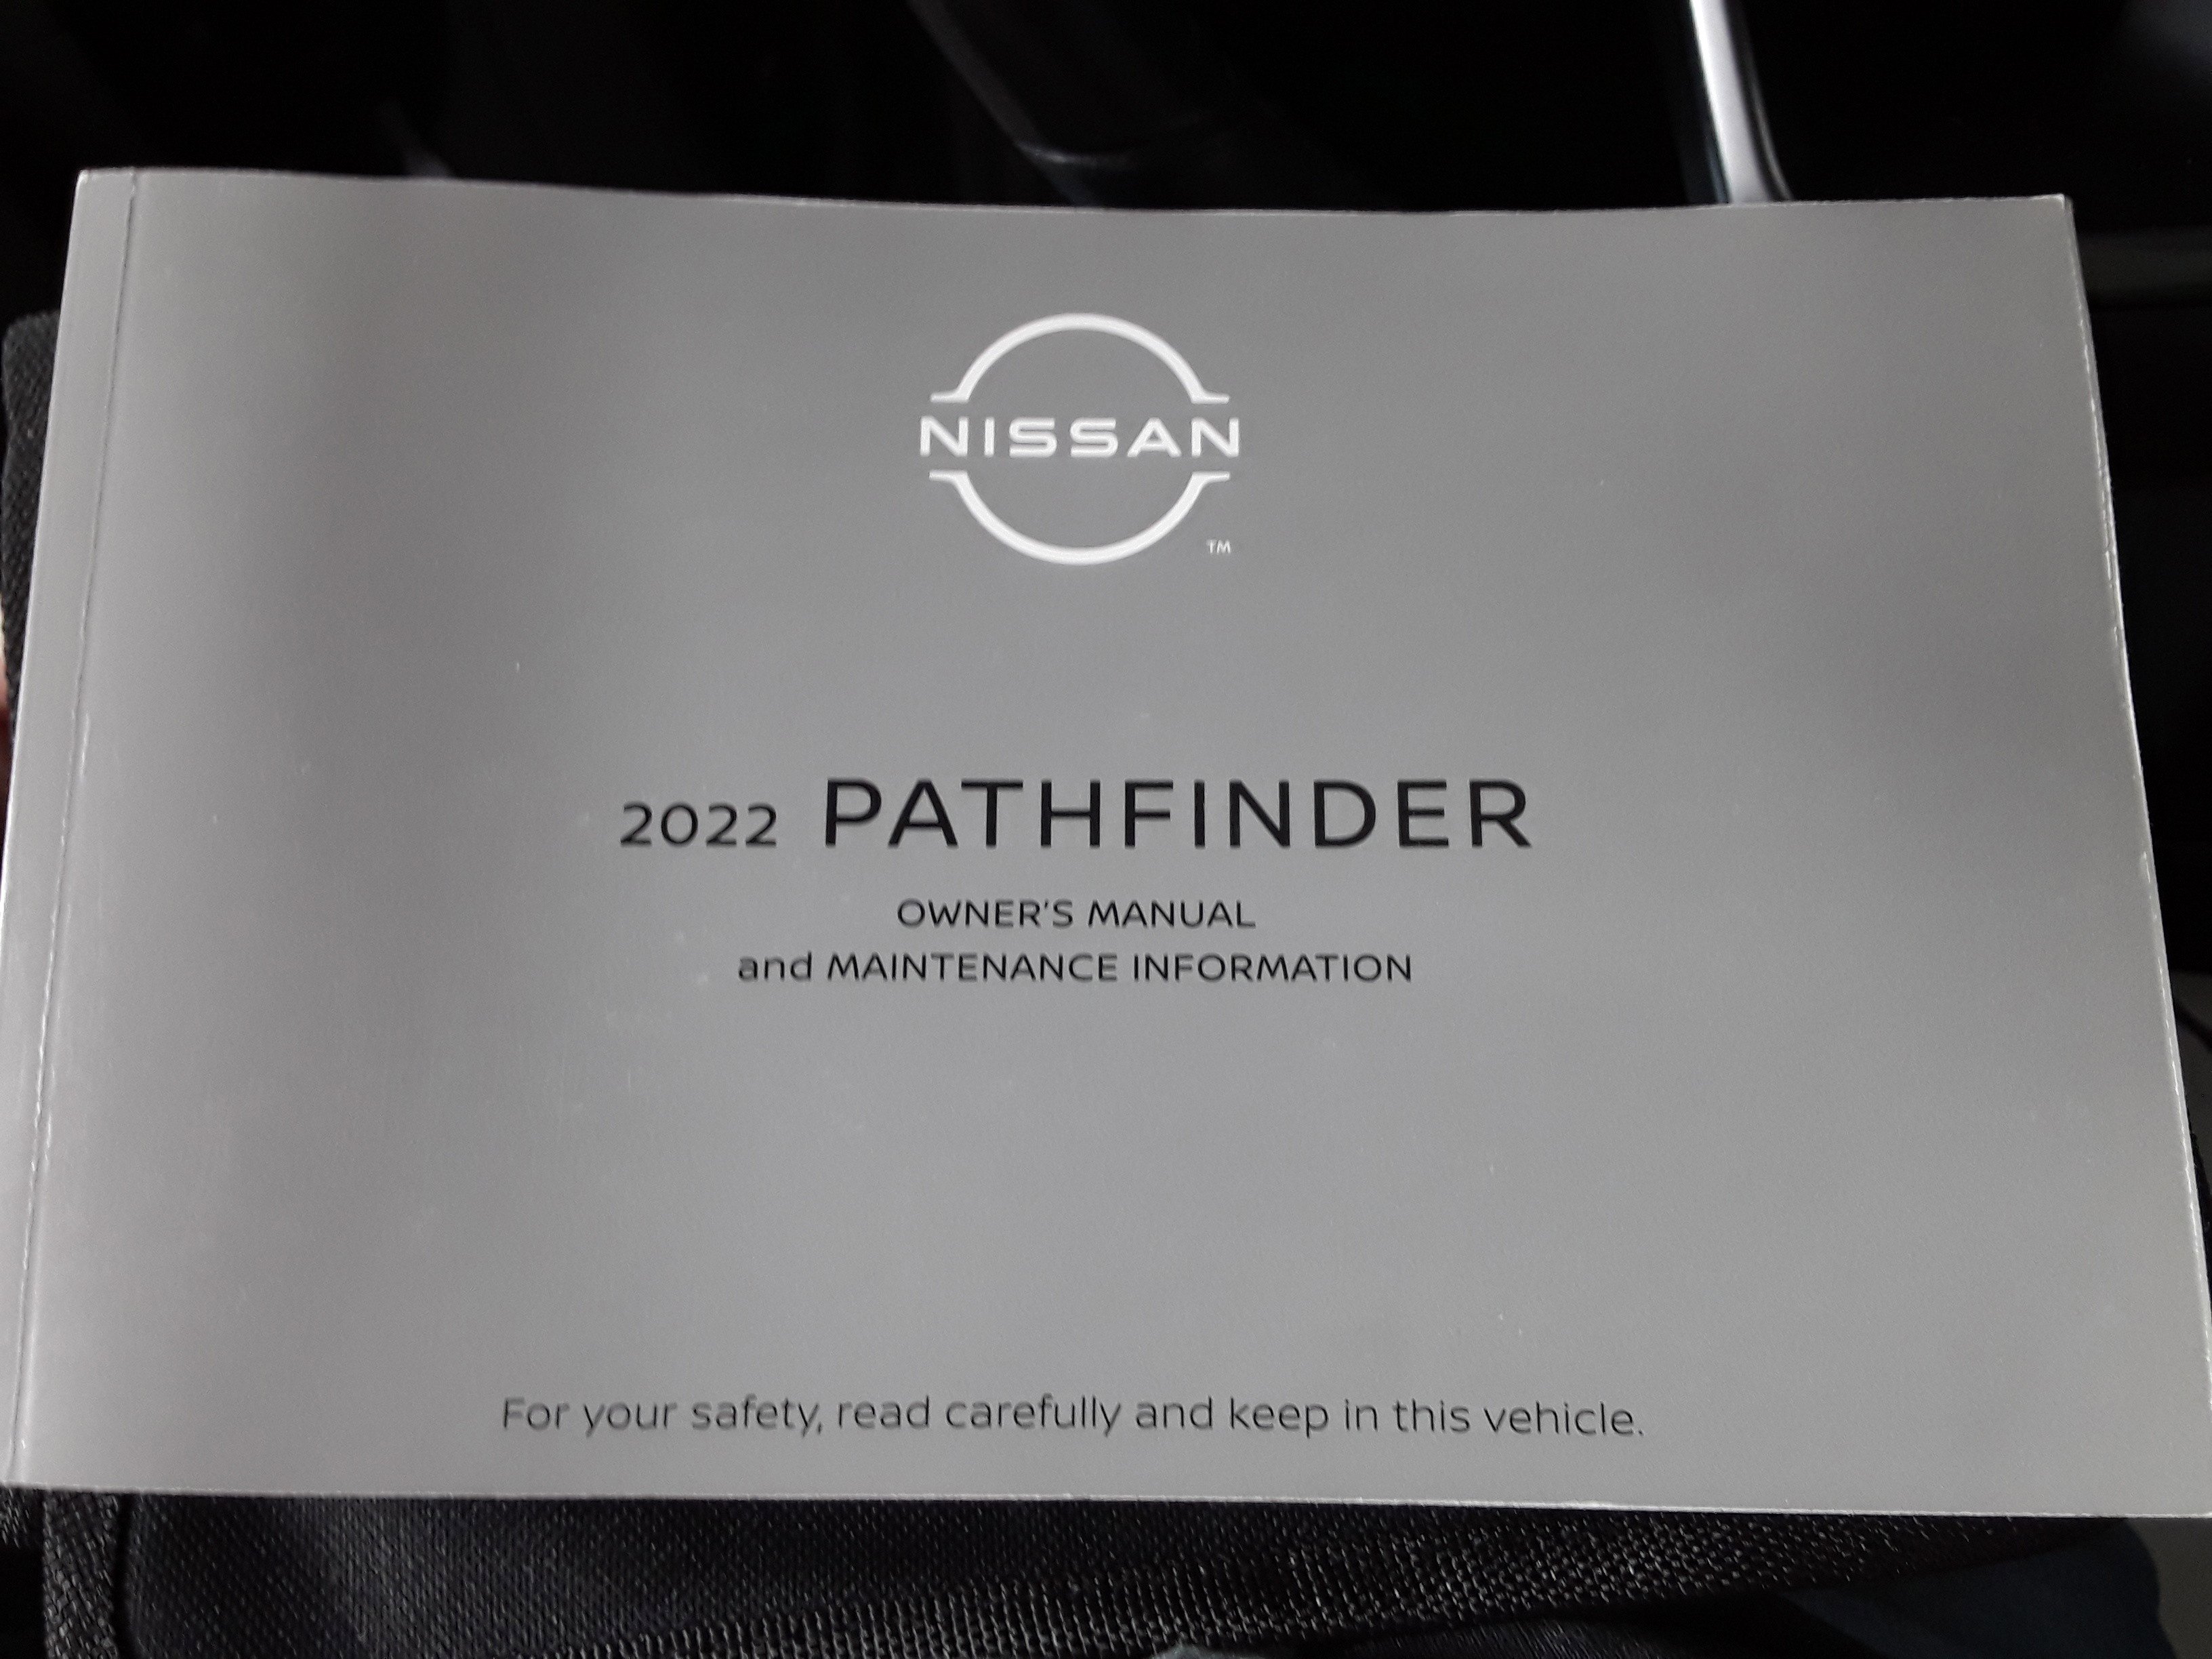 NISSAN
TM
2022 PATHFINDER
OWNER'S MANUAL
and MAINTENANCE INFORMATION
For your safety, read carefully and keep in this vehicle.